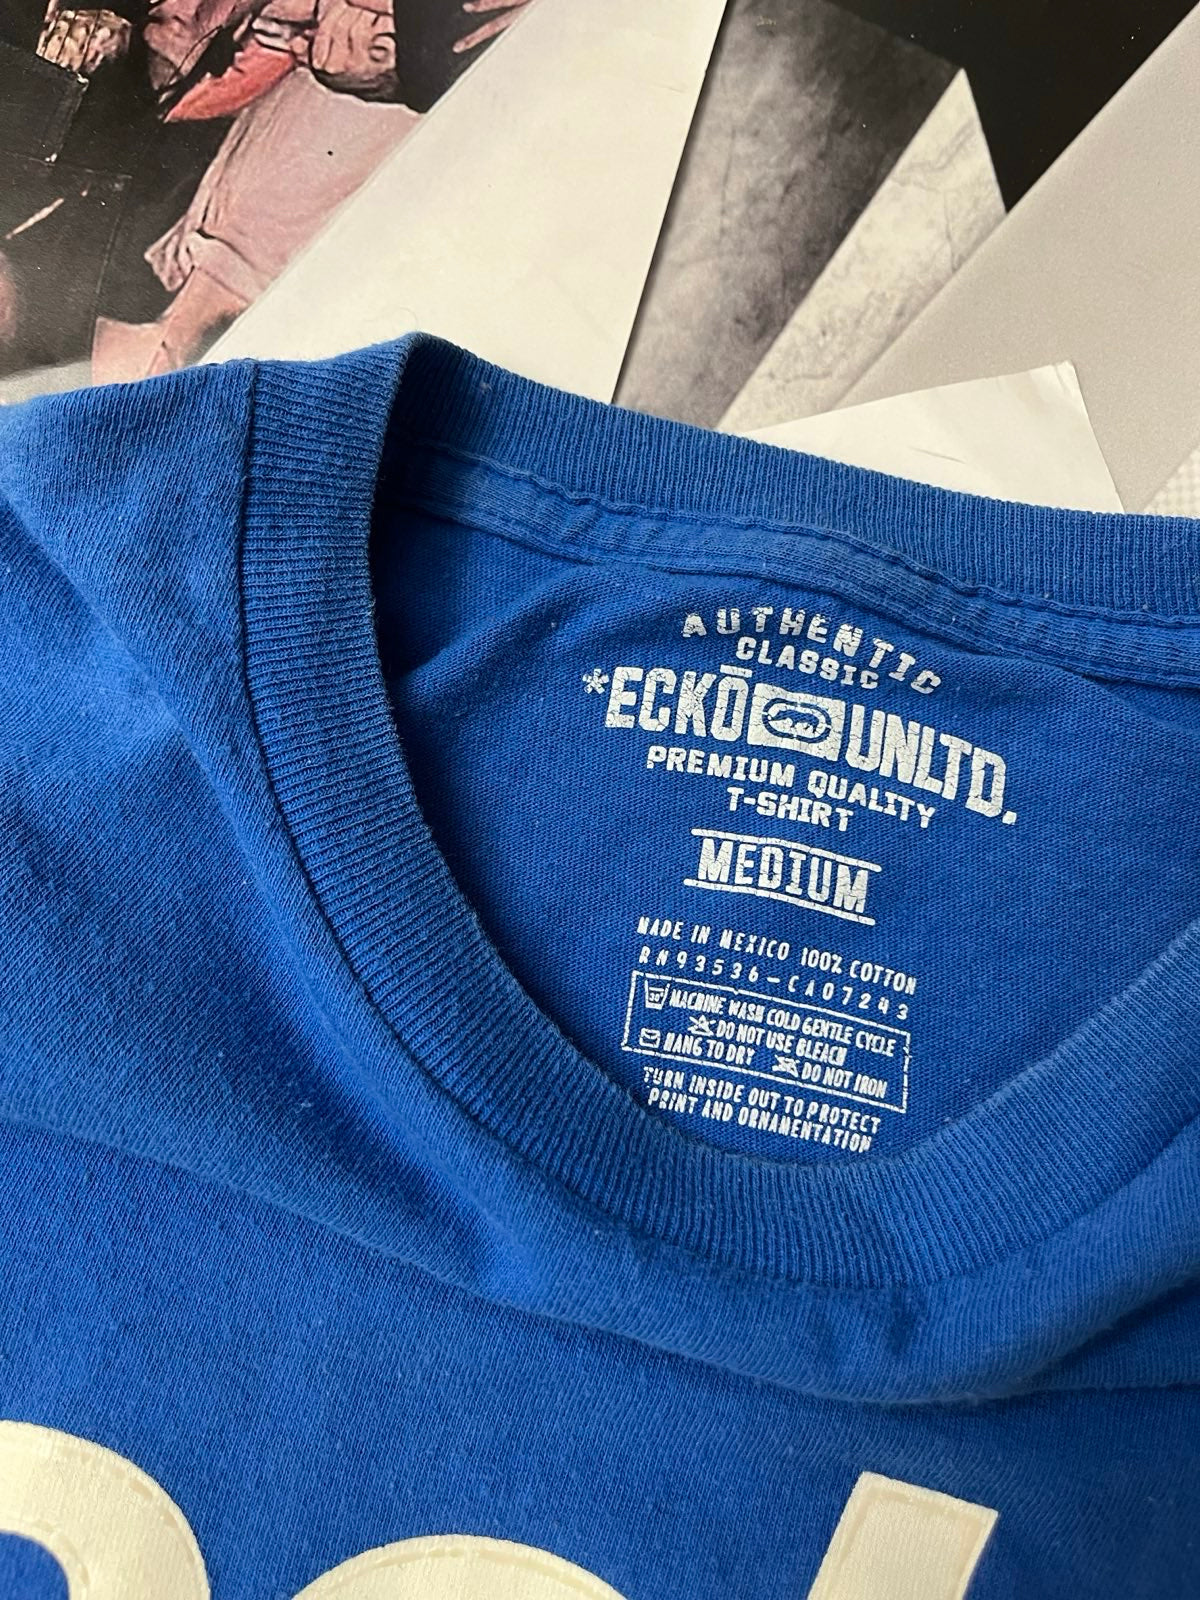 AUTHENTIC
CLASSIC
*ECKŌ UNLTD.
PREMIUM QUALITY
T-SHIRT
MEDIUM
MADE IN MEXICO 100% COTTON
RN93536-CA07243
30° MACHINE WASH COLD GENTLE CYCLE
DO NOT USE BLEACH
HANG TO DRY DO NOT IRON
TURN INSIDE OUT TO PROTECT
PRINT AND ORNAMENTATION